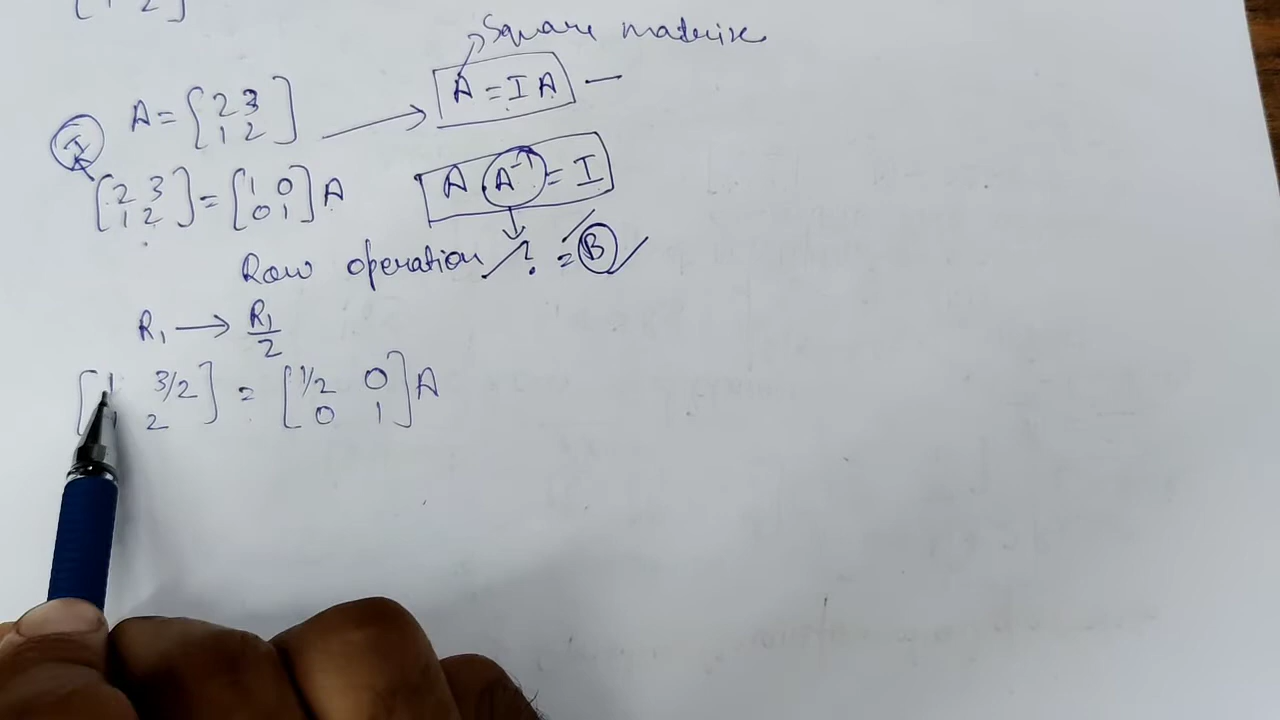 1 2 ]
Square matrix
A = [ 2 3
1 2 ]
A = I A —
I
[ 2 3
1 2 ] = [ 1 0
0 1 ] A
A A⁻¹ = I
Row operation ? = B
R₁ → R₁/2
[ 1 3/2
2 ] = [ 1/2 0
0 1 ] A